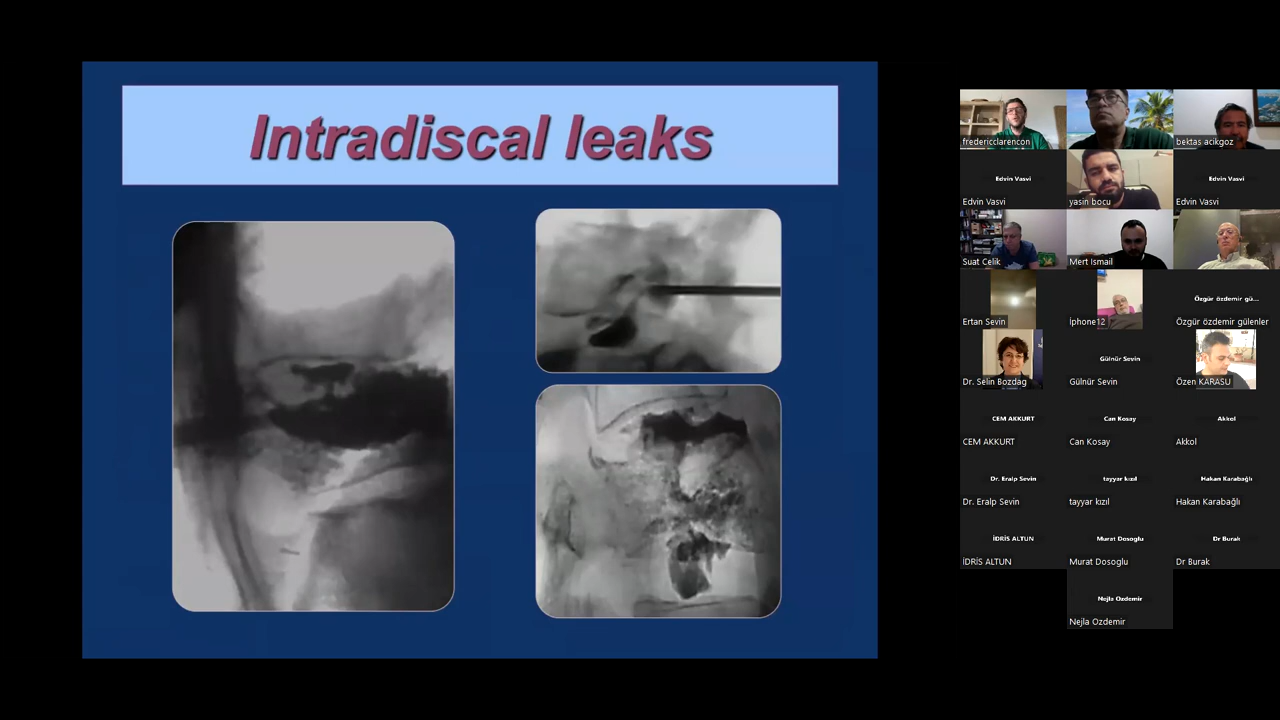 Intradiscal leaks
fredericclarencon
bektas acikgoz
Edvin Vasvi
Edvin Vasvi
yasin bocu
Edvin Vasvi
Edvin Vasvi
Suat Celik
Mert Ismail
Ertan Sevin
İphone12
Özgür özdemir gü...
Özgür özdemir gülenler
Dr. Selin Bozdag
Gülnür Sevin
Gülnür Sevin
Özen KARASU
CEM AKKURT
CEM AKKURT
Can Kosay
Can Kosay
Akkol
Akkol
Dr. Eralp Sevin
Dr. Eralp Sevin
tayyar kızıl
tayyar kızıl
Hakan Karabağlı
Hakan Karabağlı
İDRİS ALTUN
İDRİS ALTUN
Murat Dosoglu
Murat Dosoglu
Dr Burak
Dr Burak
Nejla Ozdemir
Nejla Ozdemir